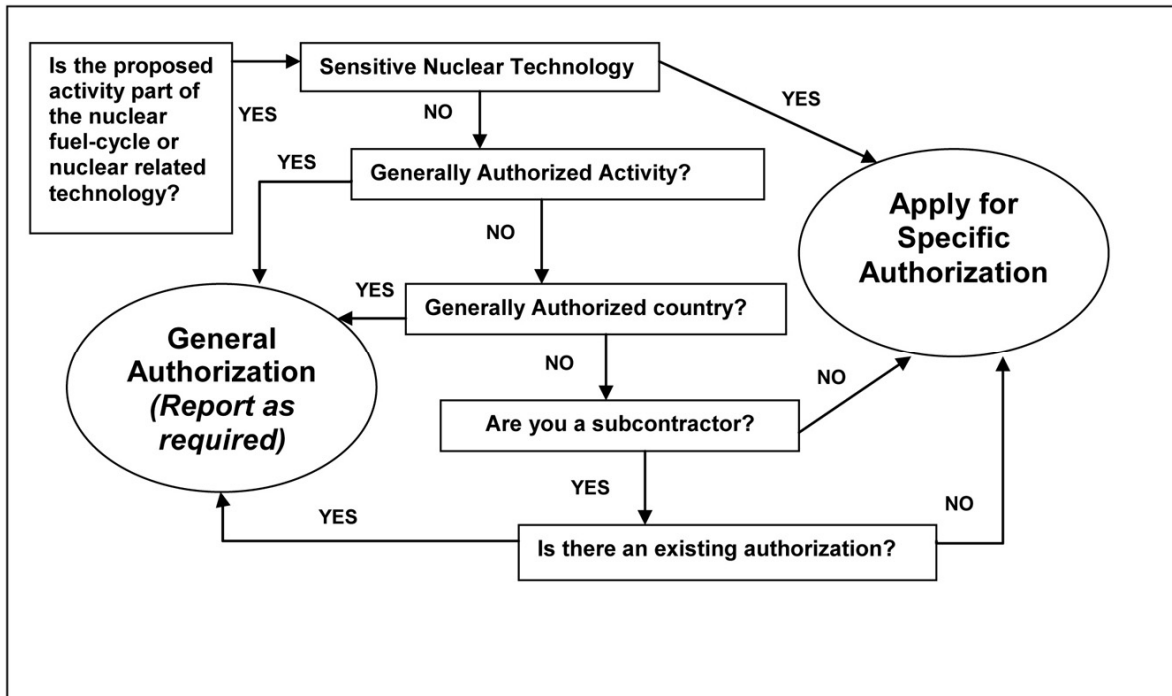 Is the proposed
activity part of
the nuclear
fuel-cycle or
nuclear related
technology?
YES
Sensitive Nuclear Technology
YES
NO
YES
Generally Authorized Activity?
NO
Apply for
Specific
Authorization
YES
Generally Authorized country?
General
Authorization
(Report as
required)
NO
NO
Are you a subcontractor?
YES
YES
NO
Is there an existing authorization?